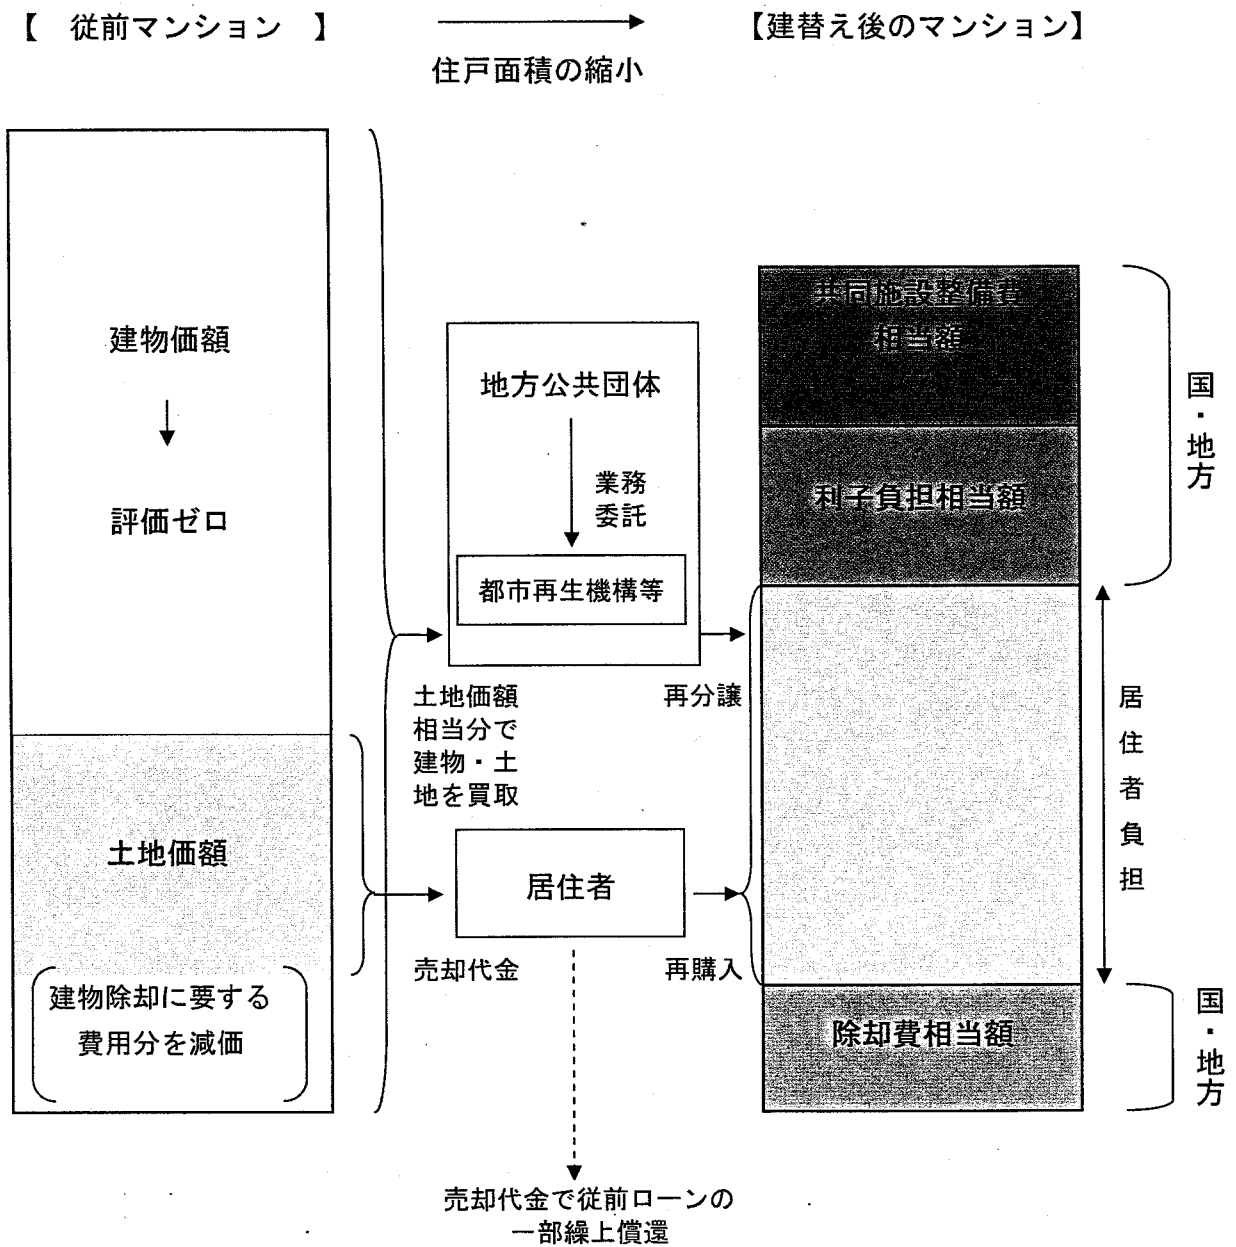 【　従前マンション　】
住戸面積の縮小
【建替え後のマンション】
建物価額
評価ゼロ
土地価額
建物除却に要する
費用分を減価
地方公共団体
業務
委託
都市再生機構等
土地価額
相当分で
建物・土
地を買取
再分譲
居住者
売却代金
再購入
売却代金で従前ローンの
一部繰上償還
共同施設整備費
相当額
利子負担相当額
除却費相当額
国・地方
居住者負担
国・地方